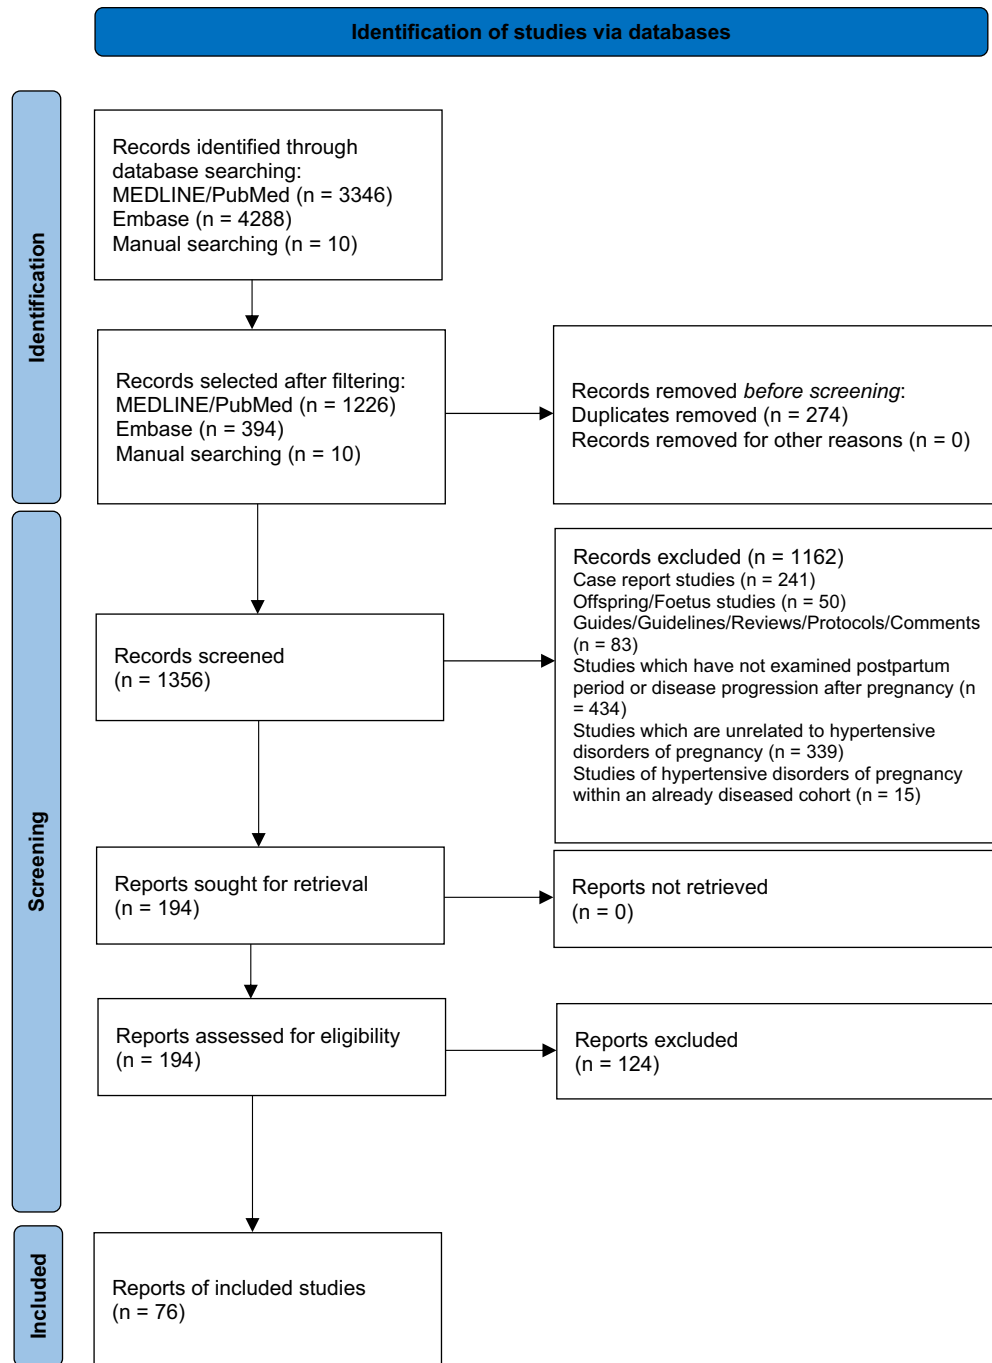 Identification of studies via databases
Identification
Records identified through
database searching:
MEDLINE/PubMed (n = 3346)
Embase (n = 4288)
Manual searching (n = 10)
Records selected after filtering:
MEDLINE/PubMed (n = 1226)
Embase (n = 394)
Manual searching (n = 10)
Records removed before screening:
Duplicates removed (n = 274)
Records removed for other reasons (n = 0)
Screening
Records screened
(n = 1356)
Records excluded (n = 1162)
Case report studies (n = 241)
Offspring/Foetus studies (n = 50)
Guides/Guidelines/Reviews/Protocols/Comments
(n = 83)
Studies which have not examined postpartum
period or disease progression after pregnancy (n
= 434)
Studies which are unrelated to hypertensive
disorders of pregnancy (n = 339)
Studies of hypertensive disorders of pregnancy
within an already diseased cohort (n = 15)
Reports sought for retrieval
(n = 194)
Reports not retrieved
(n = 0)
Reports assessed for eligibility
(n = 194)
Reports excluded
(n = 124)
Included
Reports of included studies
(n = 76)